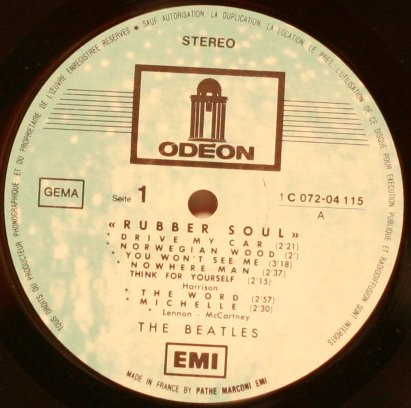 TOUS DROITS DU PRODUCTEUR PHONOGRAPHIQUE ET DU PROPRIETAIRE DE L'ŒUVRE ENREGISTREE RESERVES • SAUF AUTORISATION, LA DUPLICATION, LA LOCATION, LE PRET, L'UTILISATION DE CE DISQUE POUR EXECUTION PUBLIQUE ET RADIODIFFUSION SONT INTERDITS
STEREO
ODEON
GEMA
Seite 1
1 C 072-04 115
A
«RUBBER SOUL»
• DRIVE MY CAR (2'21)
NORWEGIAN WOOD (2')
• YOU WON'T SEE ME (3'18)
• NOWHERE MAN (2'37)
THINK FOR YOURSELF (2'15)
Harrison
• THE WORD (2'57)
• MICHELLE (2'30)
• Lennon - McCartney
THE BEATLES
EMI
MADE IN FRANCE BY PATHE MARCONI EMI